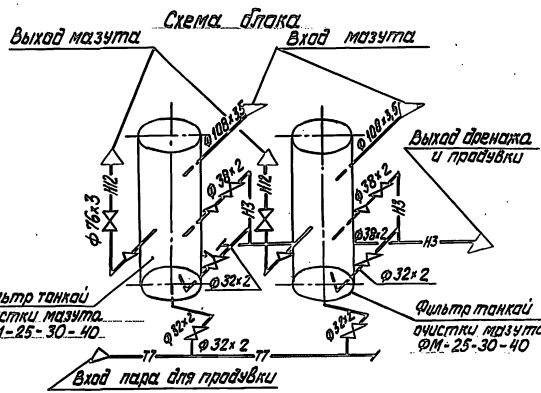 Схема блока
Выход мазута
Вход мазута
Ф108×3,5
Ф108×3,5
Выход дренажа
и продувки
Н12
Ф38×2
Н12
Ф38×2
Ф76×3
Н3
Н3
Ф38×2
Н3
Ф32×2
Ф32×2
льтр тонкой
стки мазута
-25-30-40
Фильтр тонкой
очистки мазута
ФМ-25-30-40
Ф32×2
Ф32×2
Ф32×2
Т7
Т7
Вход пара для продувки